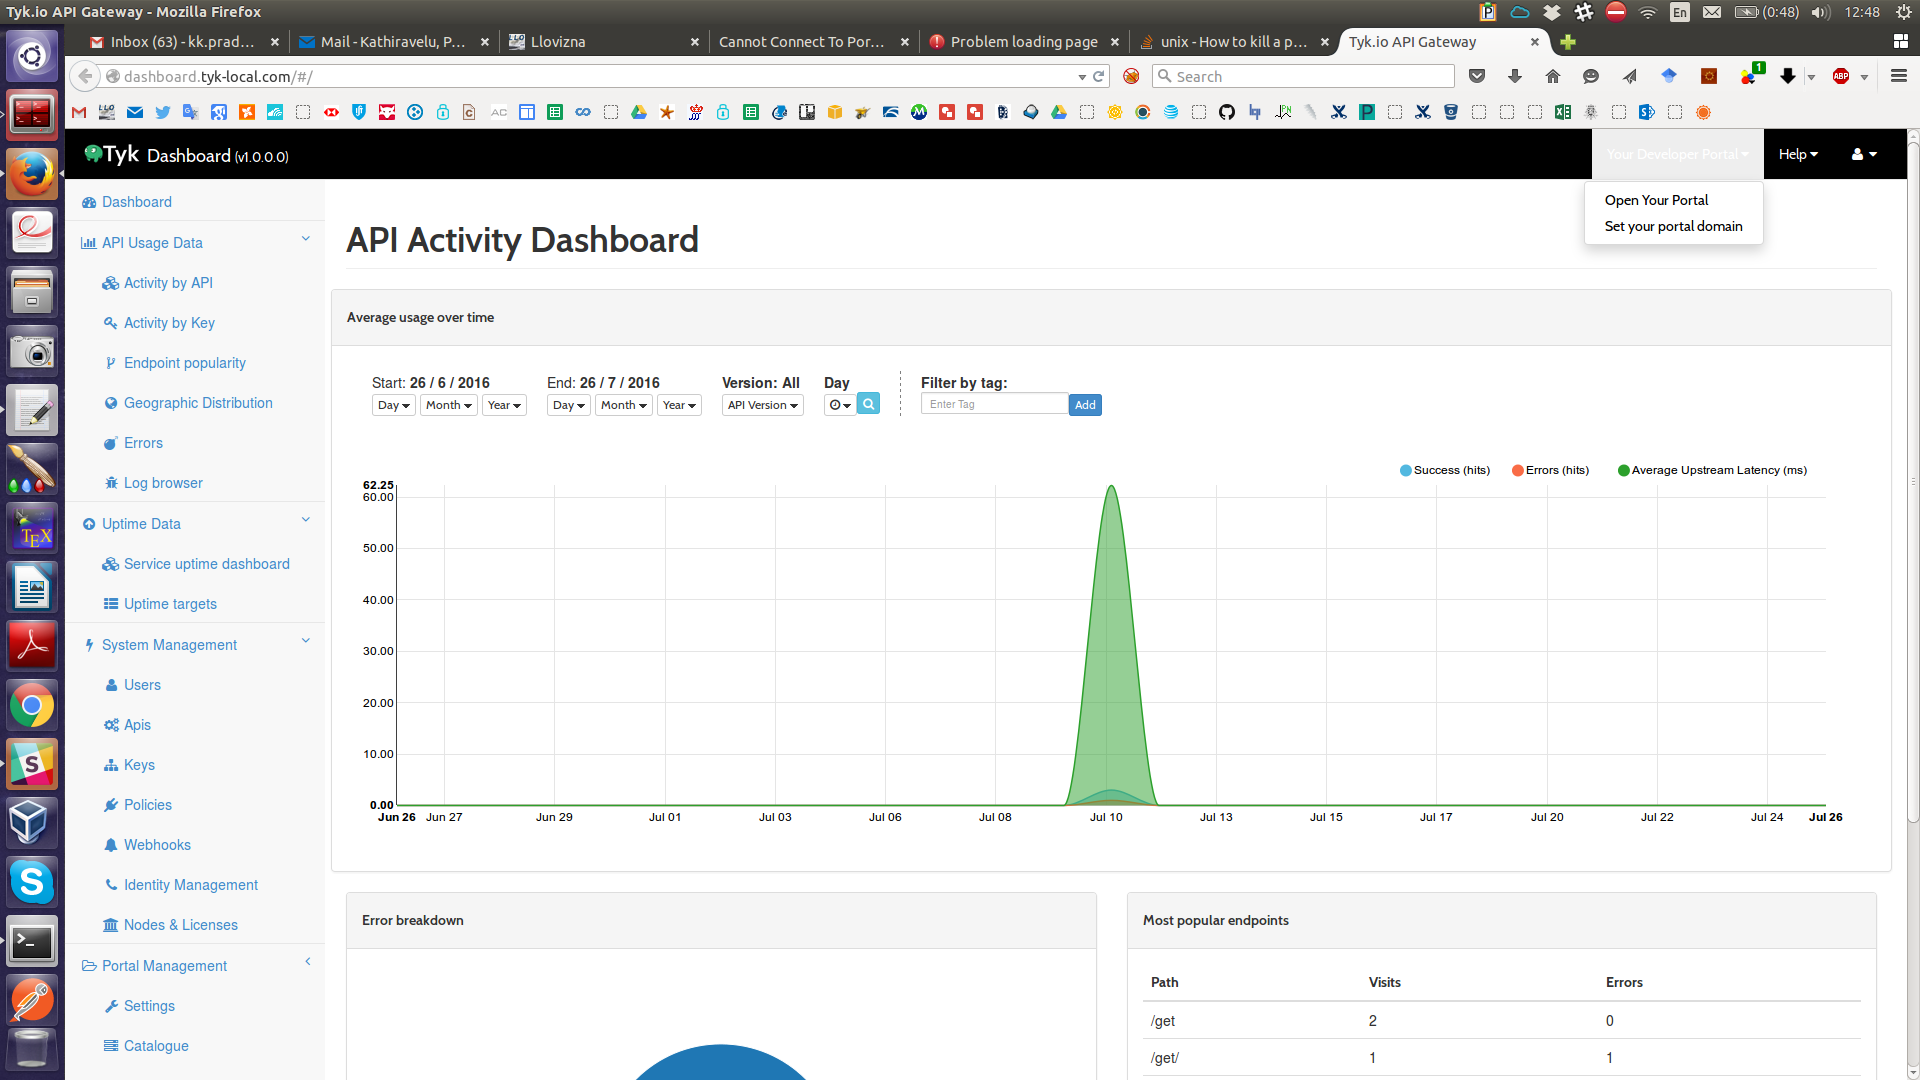 Tyk.io API Gateway - Mozilla Firefox
En
(0:48)
12:48
Inbox (63) - kk.prad...
Mail - Kathiravelu, P...
Llovizna
Cannot Connect To Por...
Problem loading page
unix - How to kill a p...
Tyk.io API Gateway
dashboard.tyk-local.com/#/
Search
1
ABP
Tyk Dashboard (v1.0.0.0)
Your Developer Portal
Help
Open Your Portal
Set your portal domain
Dashboard
API Usage Data
Activity by API
Activity by Key
Endpoint popularity
Geographic Distribution
Errors
Log browser
Uptime Data
Service uptime dashboard
Uptime targets
System Management
Users
Apis
Keys
Policies
Webhooks
Identity Management
Nodes & Licenses
Portal Management
Settings
Catalogue
API Activity Dashboard
Average usage over time
Start: 26 / 6 / 2016
Day Month Year
End: 26 / 7 / 2016
Day Month Year
Version: All
API Version
Day
Filter by tag:
Enter Tag
Add
Success (hits)
Errors (hits)
Average Upstream Latency (ms)
62.25
60.00
50.00
40.00
30.00
20.00
10.00
0.00
Jun 26 Jun 27 Jun 29 Jul 01 Jul 03 Jul 06 Jul 08 Jul 10 Jul 13 Jul 15 Jul 17 Jul 20 Jul 22 Jul 24 Jul 26
Error breakdown
Most popular endpoints
Path Visits Errors
/get 2 0
/get/ 1 1